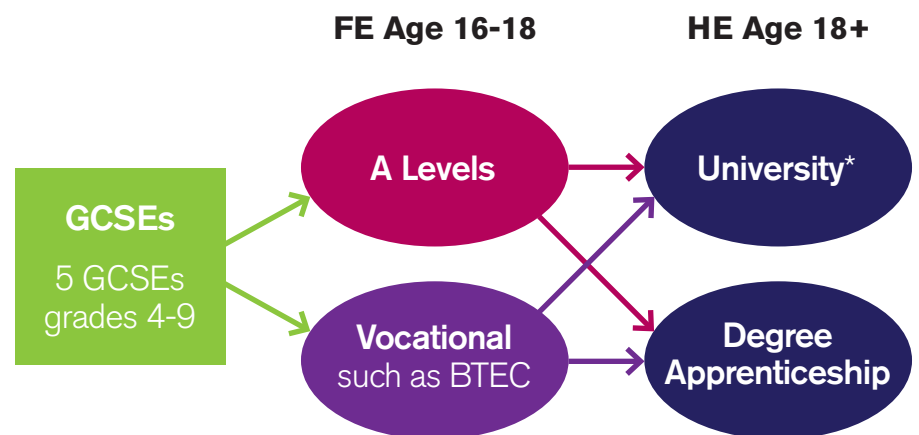 FE Age 16-18
HE Age 18+
GCSEs
5 GCSEs
grades 4-9
A Levels
Vocational
such as BTEC
University*
Degree
Apprenticeship